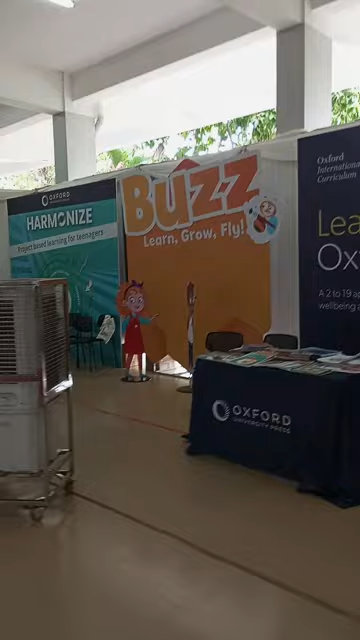 OXFORD
HARMONIZE
Project based learning for teenagers
Buzz
Learn, Grow, Fly!
Oxford
International
Curriculum
Lea
Ox
A 2 to 19
wellbeing
OXFORD
UNIVERSITY PRESS